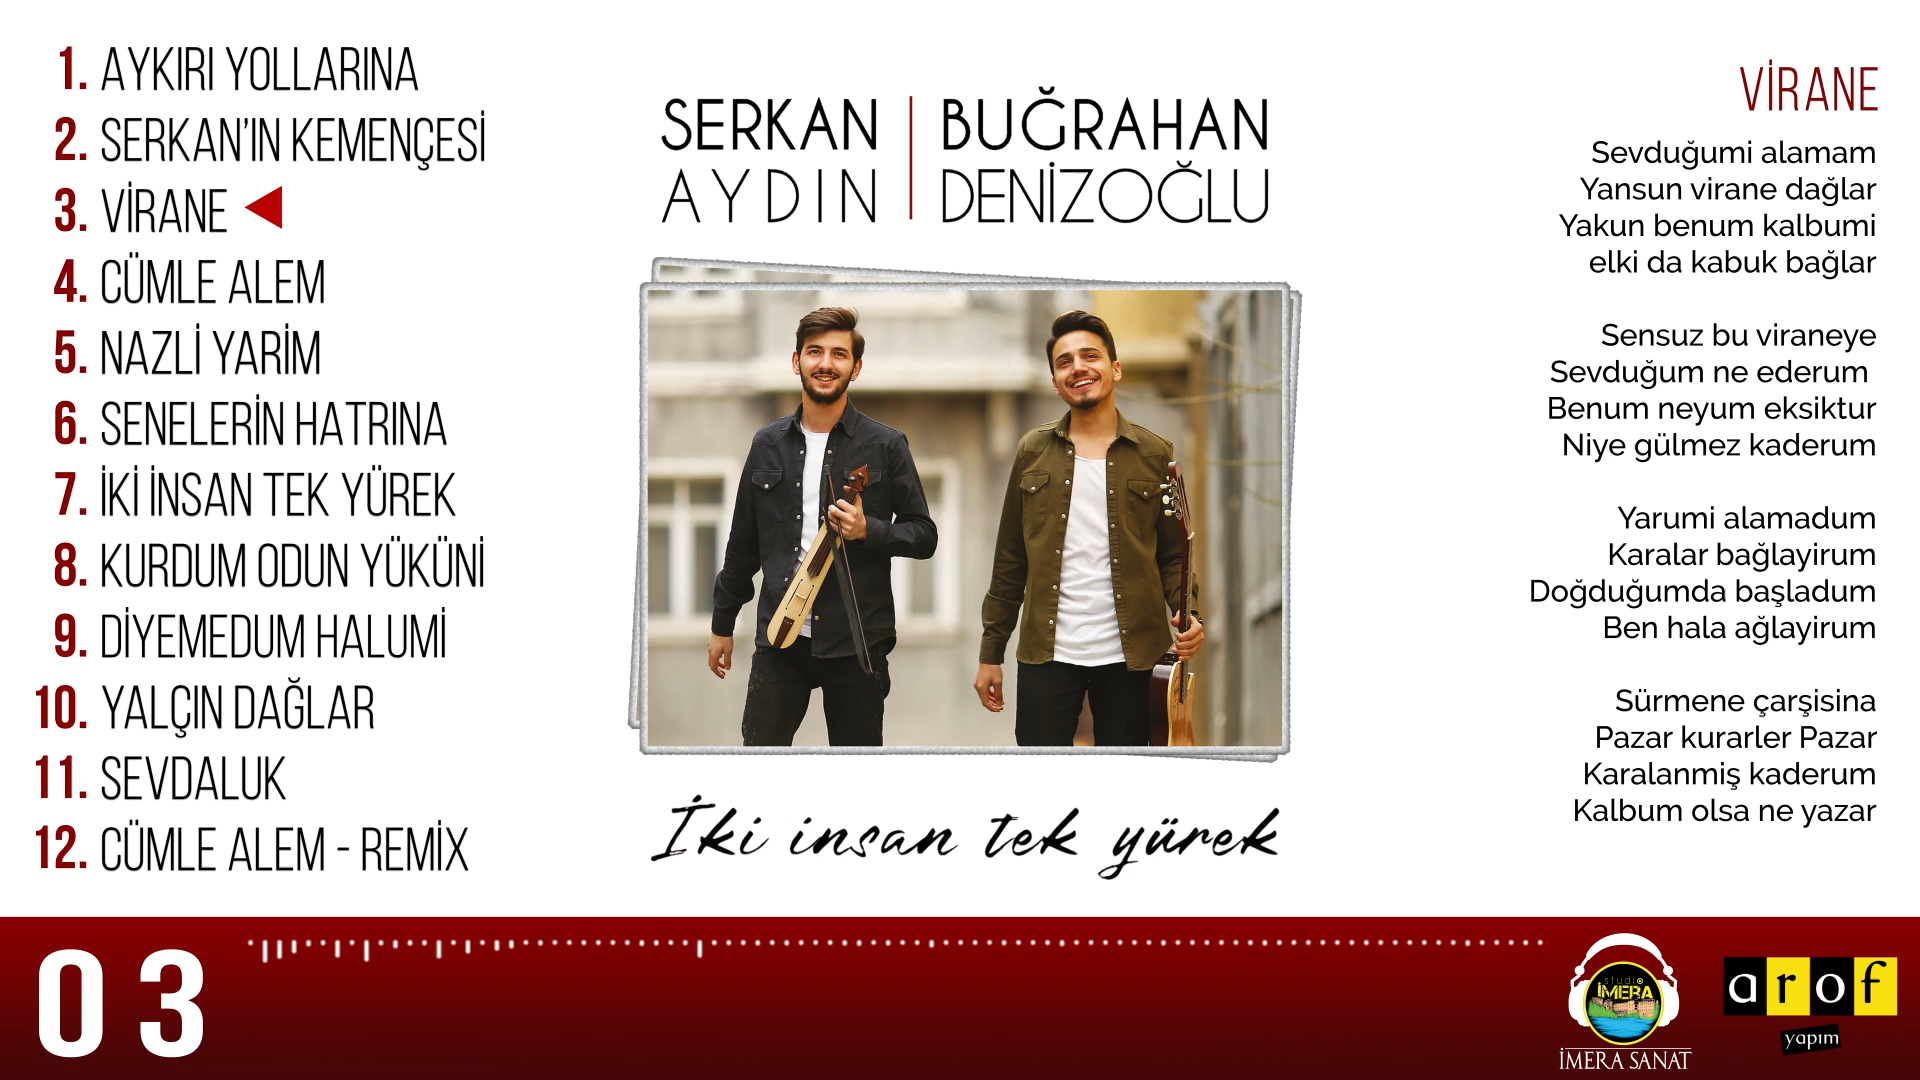 1. AYKIRI YOLLARINA
2. SERKAN'IN KEMENÇESİ
3. VİRANE
4. CÜMLE ALEM
5. NAZLİ YARİM
6. SENELERİN HATRINA
7. İKİ İNSAN TEK YÜREK
8. KURDUM ODUN YÜKÜNİ
9. DİYEMEDUM HALUMİ
10. YALÇIN DAĞLAR
11. SEVDALUK
12. CÜMLE ALEM - REMİX
SERKAN AYDIN
BUĞRAHAN DENİZOĞLU
İki insan tek yürek
VİRANE
Sevduğumi alamam
Yansun virane dağlar
Yakun benum kalbumi
elki da kabuk bağlar
Sensuz bu viraneye
Sevduğum ne ederum
Benum neyum eksiktur
Niye gülmez kaderum
Yarumi alamadum
Karalar bağlayirum
Doğduğumda başladum
Ben hala ağlayirum
Sürmene çarşisina
Pazar kurarler Pazar
Karalanmiş kaderum
Kalbum olsa ne yazar
03
studio
İMERA
İMERA SANAT
arof
yapım